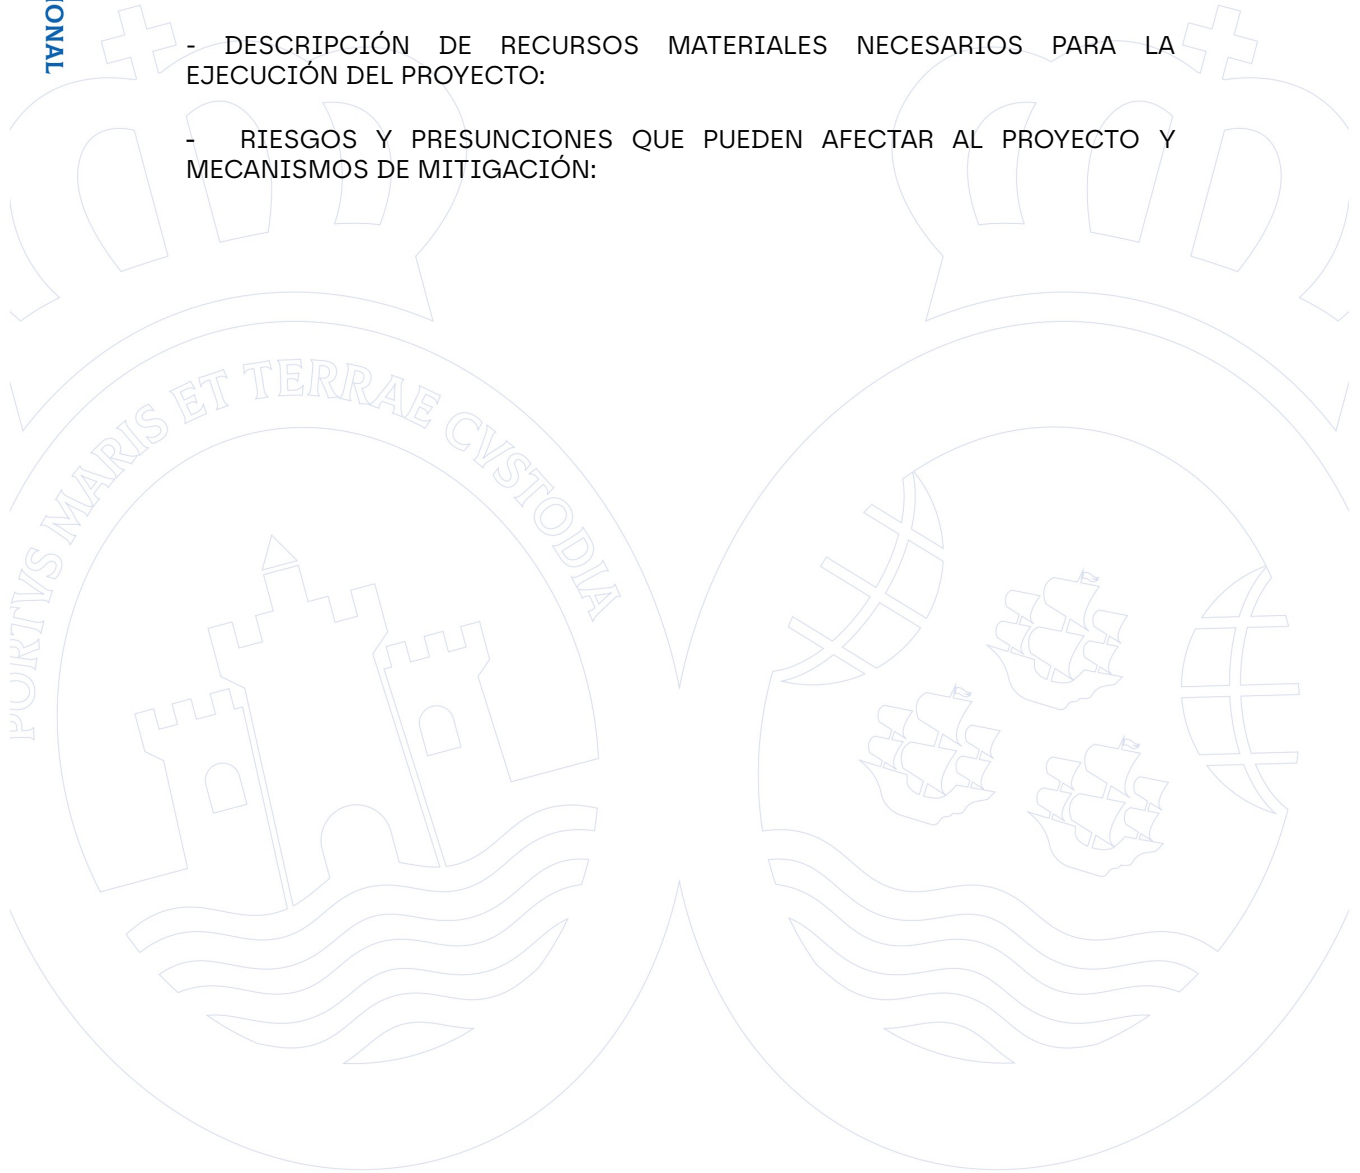 IONAL
- DESCRIPCIÓN DE RECURSOS MATERIALES NECESARIOS PARA LA
EJECUCIÓN DEL PROYECTO:
- RIESGOS Y PRESUNCIONES QUE PUEDEN AFECTAR AL PROYECTO Y
MECANISMOS DE MITIGACIÓN:
PORTVS MARIS ET TERRAE CVSTODIA